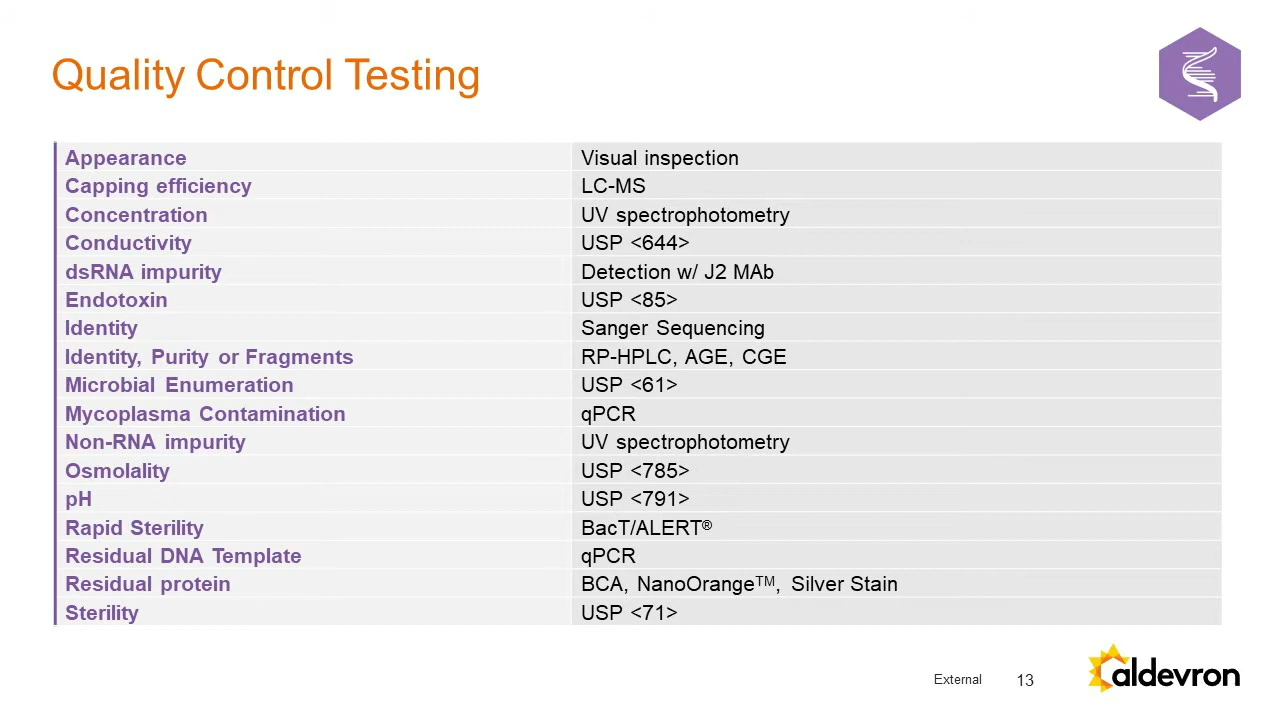 Quality Control Testing
Appearance Visual inspection
Capping efficiency LC-MS
Concentration UV spectrophotometry
Conductivity USP <644>
dsRNA impurity Detection w/ J2 MAb
Endotoxin USP <85>
Identity Sanger Sequencing
Identity, Purity or Fragments RP-HPLC, AGE, CGE
Microbial Enumeration USP <61>
Mycoplasma Contamination qPCR
Non-RNA impurity UV spectrophotometry
Osmolality USP <785>
pH USP <791>
Rapid Sterility BacT/ALERT®
Residual DNA Template qPCR
Residual protein BCA, NanoOrange™, Silver Stain
Sterility USP <71>
External 13
aldevron